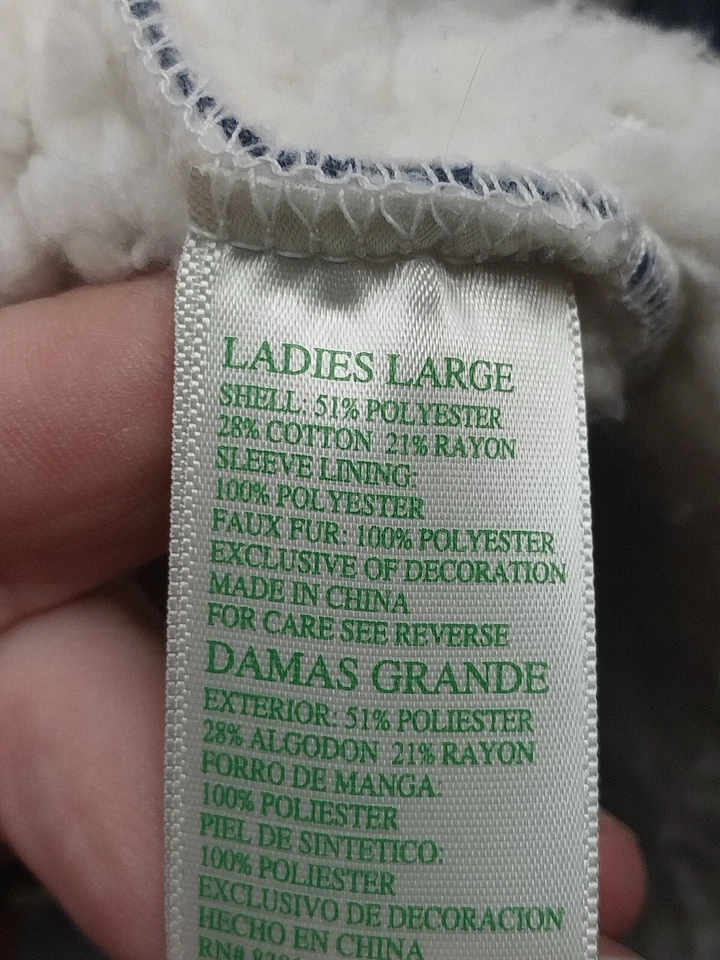 LADIES LARGE
SHELL: 51% POLYESTER
28% COTTON 21% RAYON
SLEEVE LINING:
100% POLYESTER
FAUX FUR: 100% POLYESTER
EXCLUSIVE OF DECORATION
MADE IN CHINA
FOR CARE SEE REVERSE
DAMAS GRANDE
EXTERIOR: 51% POLIESTER
28% ALGODON 21% RAYON
FORRO DE MANGA:
100% POLIESTER
PIEL DE SINTETICO:
100% POLIESTER
EXCLUSIVO DE DECORACION
HECHO EN CHINA
RN#